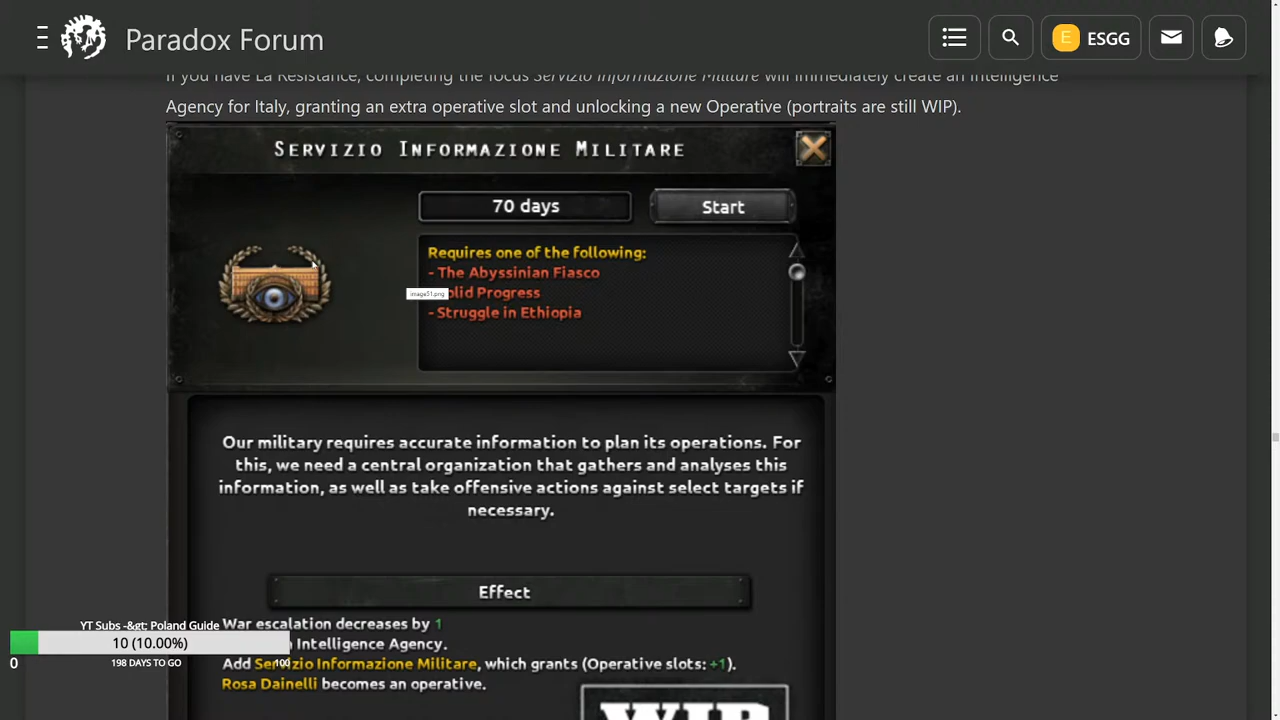 Paradox Forum
E ESGG
If you have La Resistance, completing the focus Servizio Informazione Militare will immediately create an Intelligence
Agency for Italy, granting an extra operative slot and unlocking a new Operative (portraits are still WIP).
SERVIZIO INFORMAZIONE MILITARE
70 days
Start
Requires one of the following:
- The Abyssinian Fiasco
olid Progress
- Struggle in Ethiopia
image51.png
Our military requires accurate information to plan its operations. For
this, we need a central organization that gathers and analyses this
information, as well as take offensive actions against select targets if
necessary.
Effect
War escalation decreases by 1
Intelligence Agency.
Add Servizio Informazione Militare, which grants (Operative slots: +1).
Rosa Dainelli becomes an operative.
WIP
YT Subs -&gt; Poland Guide
10 (10.00%)
0 198 DAYS TO GO 100